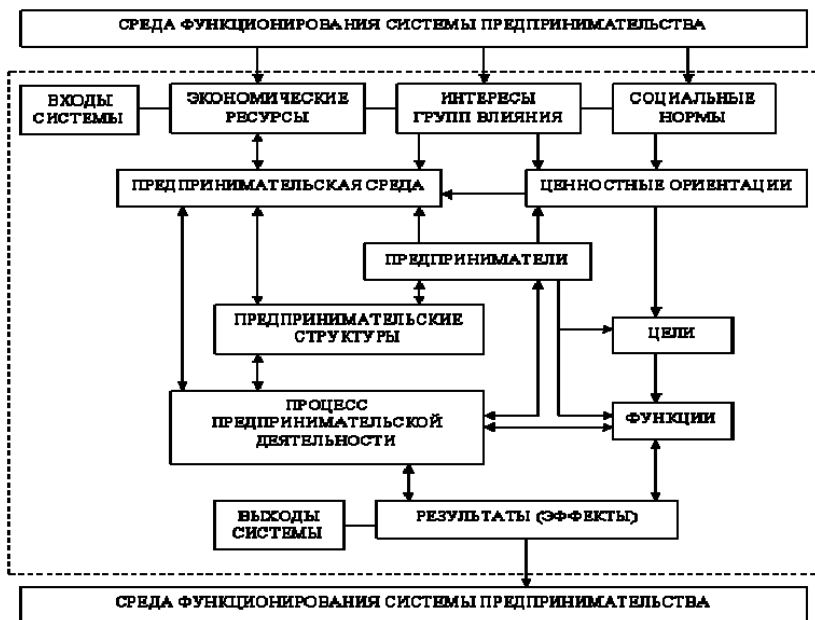 СРЕДА ФУНКЦИОНИРОВАНИЯ СИСТЕМЫ ПРЕДПРИНИМАТЕЛЬСТВА
ВХОДЫ
СИСТЕМЫ
ЭКОНОМИЧЕСКИЕ
РЕСУРСЫ
ИНТЕРЕСЫ
ГРУПП ВЛИЯНИЯ
СОЦИАЛЬНЫЕ
НОРМЫ
ПРЕДПРИНИМАТЕЛЬСКАЯ СРЕДА
ЦЕННОСТНЫЕ ОРИЕНТАЦИИ
ПРЕДПРИНИМАТЕЛИ
ПРЕДПРИНИМАТЕЛЬСКИЕ
СТРУКТУРЫ
ЦЕЛИ
ПРОЦЕСС
ПРЕДПРИНИМАТЕЛЬСКОЙ
ДЕЯТЕЛЬНОСТИ
ФУНКЦИИ
ВЫХОДЫ
СИСТЕМЫ
РЕЗУЛЬТАТЫ (ЭФФЕКТЫ)
СРЕДА ФУНКЦИОНИРОВАНИЯ СИСТЕМЫ ПРЕДПРИНИМАТЕЛЬСТВА